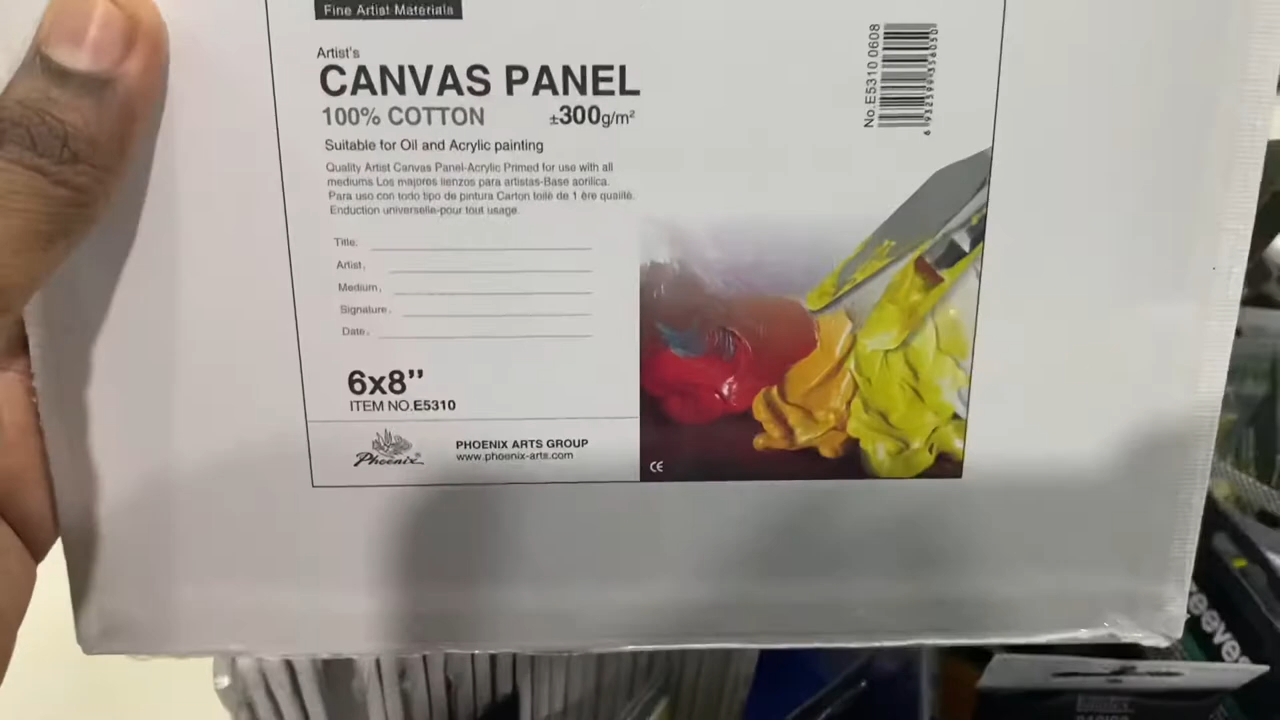 Fine Artist Materials
Artist's
CANVAS PANEL
100% COTTON ±300g/m²
Suitable for Oil and Acrylic painting
Quality Artist Canvas Panel-Acrylic Primed for use with all
mediums Los majores lienzos para artistas-Base aorilica.
Para uso con todo tipo de pintura Carton toilé de 1 ère qualité.
Enduction universelle-pour tout usage.
Title.
Artist.
Medium.
Signature.
Date.
6x8”
ITEM NO.E5310
Phoenix®
PHOENIX ARTS GROUP
www.phoenix-arts.com
CE
No.E5310 0608
eeves